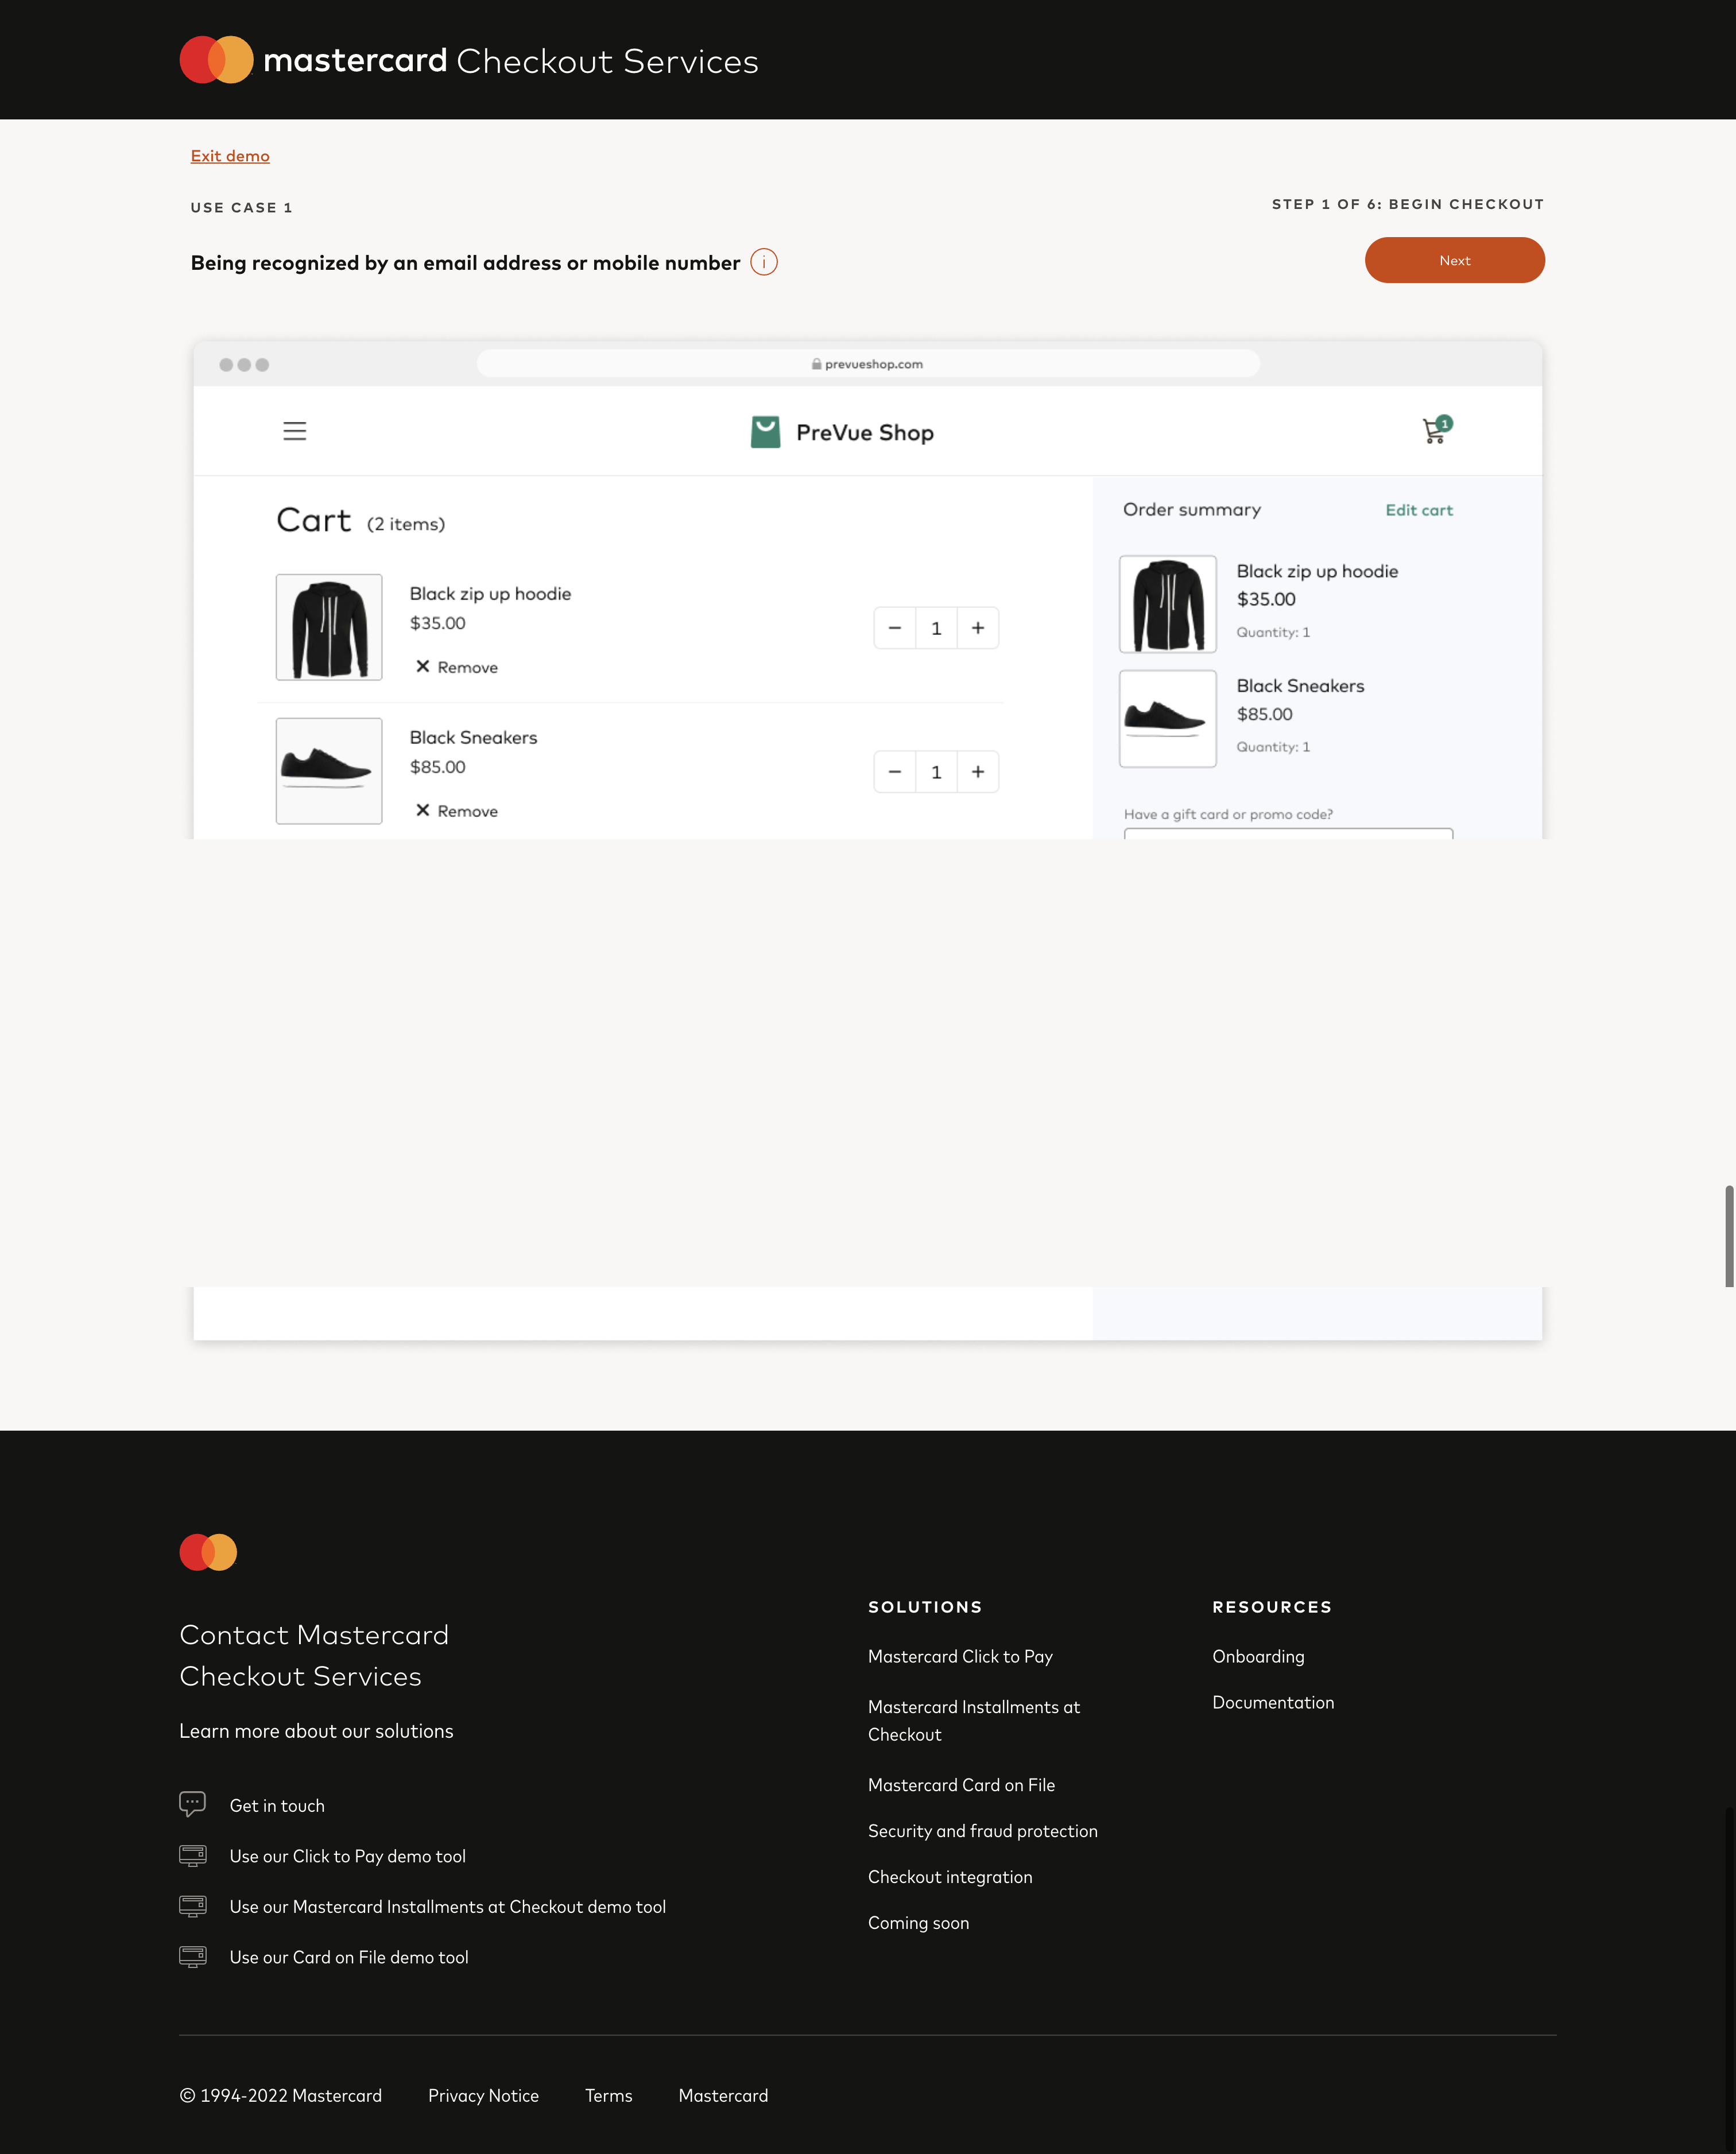 mastercard Checkout Services
Exit demo
USE CASE 1
STEP 1 OF 6: BEGIN CHECKOUT
Being recognized by an email address or mobile number i
Next
prevueshop.com
PreVue Shop
1
Cart (2 items)
Black zip up hoodie
$35.00
− 1 +
✕ Remove
Black Sneakers
$85.00
− 1 +
✕ Remove
Order summary
Edit cart
Black zip up hoodie
$35.00
Quantity: 1
Black Sneakers
$85.00
Quantity: 1
Have a gift card or promo code?
Contact Mastercard
Checkout Services
Learn more about our solutions
Get in touch
Use our Click to Pay demo tool
Use our Mastercard Installments at Checkout demo tool
Use our Card on File demo tool
SOLUTIONS
Mastercard Click to Pay
Mastercard Installments at
Checkout
Mastercard Card on File
Security and fraud protection
Checkout integration
Coming soon
RESOURCES
Onboarding
Documentation
© 1994-2022 Mastercard
Privacy Notice
Terms
Mastercard